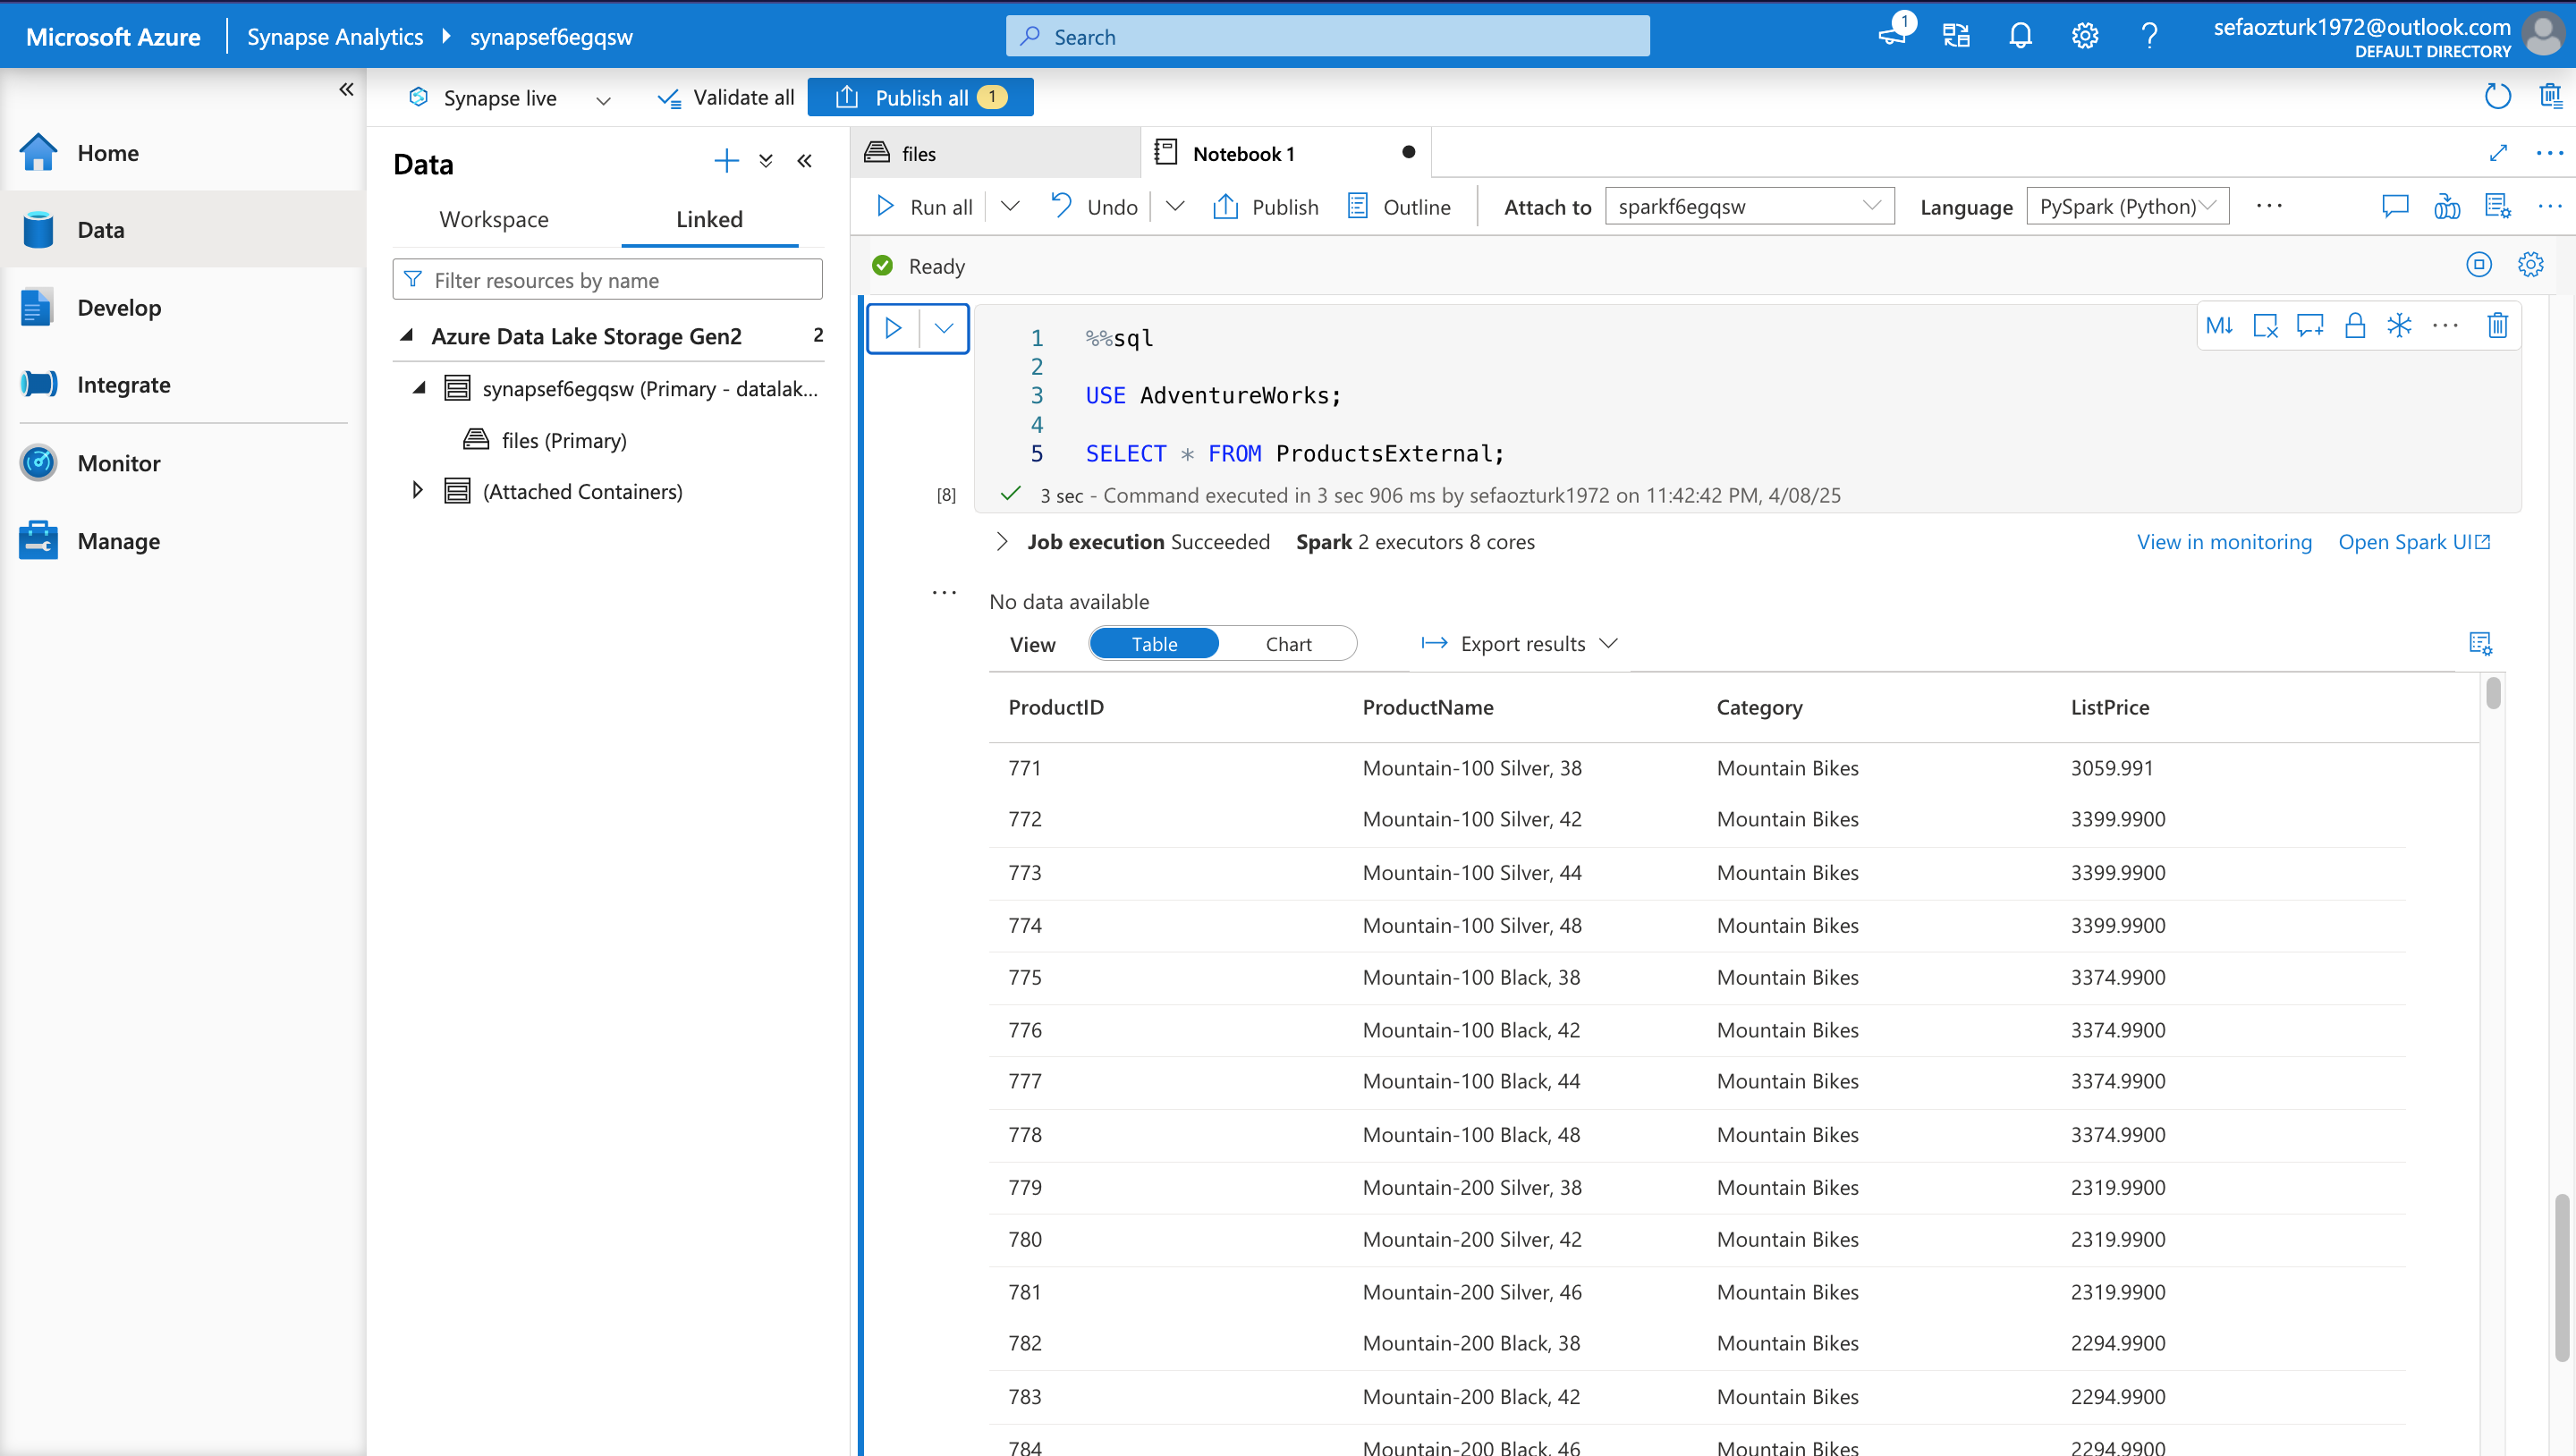 Microsoft Azure
Synapse Analytics
synapsef6egqsw
Search
1
sefaozturk1972@outlook.com
DEFAULT DIRECTORY
Synapse live
Validate all
Publish all
1
Home
Data
Develop
Integrate
Monitor
Manage
Data
Workspace
Linked
Filter resources by name
Azure Data Lake Storage Gen2
2
synapsef6egqsw (Primary - datalak...
files (Primary)
(Attached Containers)
files
Notebook 1
Run all
Undo
Publish
Outline
Attach to
sparkf6egqsw
Language
PySpark (Python)
Ready
M↓
1 %%sql
2
3 USE AdventureWorks;
4
5 SELECT * FROM ProductsExternal;
[8]
3 sec - Command executed in 3 sec 906 ms by sefaozturk1972 on 11:42:42 PM, 4/08/25
Job execution Succeeded Spark 2 executors 8 cores
View in monitoring
Open Spark UI
No data available
View
Table
Chart
Export results
ProductID ProductName Category ListPrice
771 Mountain-100 Silver, 38 Mountain Bikes 3059.991
772 Mountain-100 Silver, 42 Mountain Bikes 3399.9900
773 Mountain-100 Silver, 44 Mountain Bikes 3399.9900
774 Mountain-100 Silver, 48 Mountain Bikes 3399.9900
775 Mountain-100 Black, 38 Mountain Bikes 3374.9900
776 Mountain-100 Black, 42 Mountain Bikes 3374.9900
777 Mountain-100 Black, 44 Mountain Bikes 3374.9900
778 Mountain-100 Black, 48 Mountain Bikes 3374.9900
779 Mountain-200 Silver, 38 Mountain Bikes 2319.9900
780 Mountain-200 Silver, 42 Mountain Bikes 2319.9900
781 Mountain-200 Silver, 46 Mountain Bikes 2319.9900
782 Mountain-200 Black, 38 Mountain Bikes 2294.9900
783 Mountain-200 Black, 42 Mountain Bikes 2294.9900
784 Mountain-200 Black, 46 Mountain Bikes 2294.9900